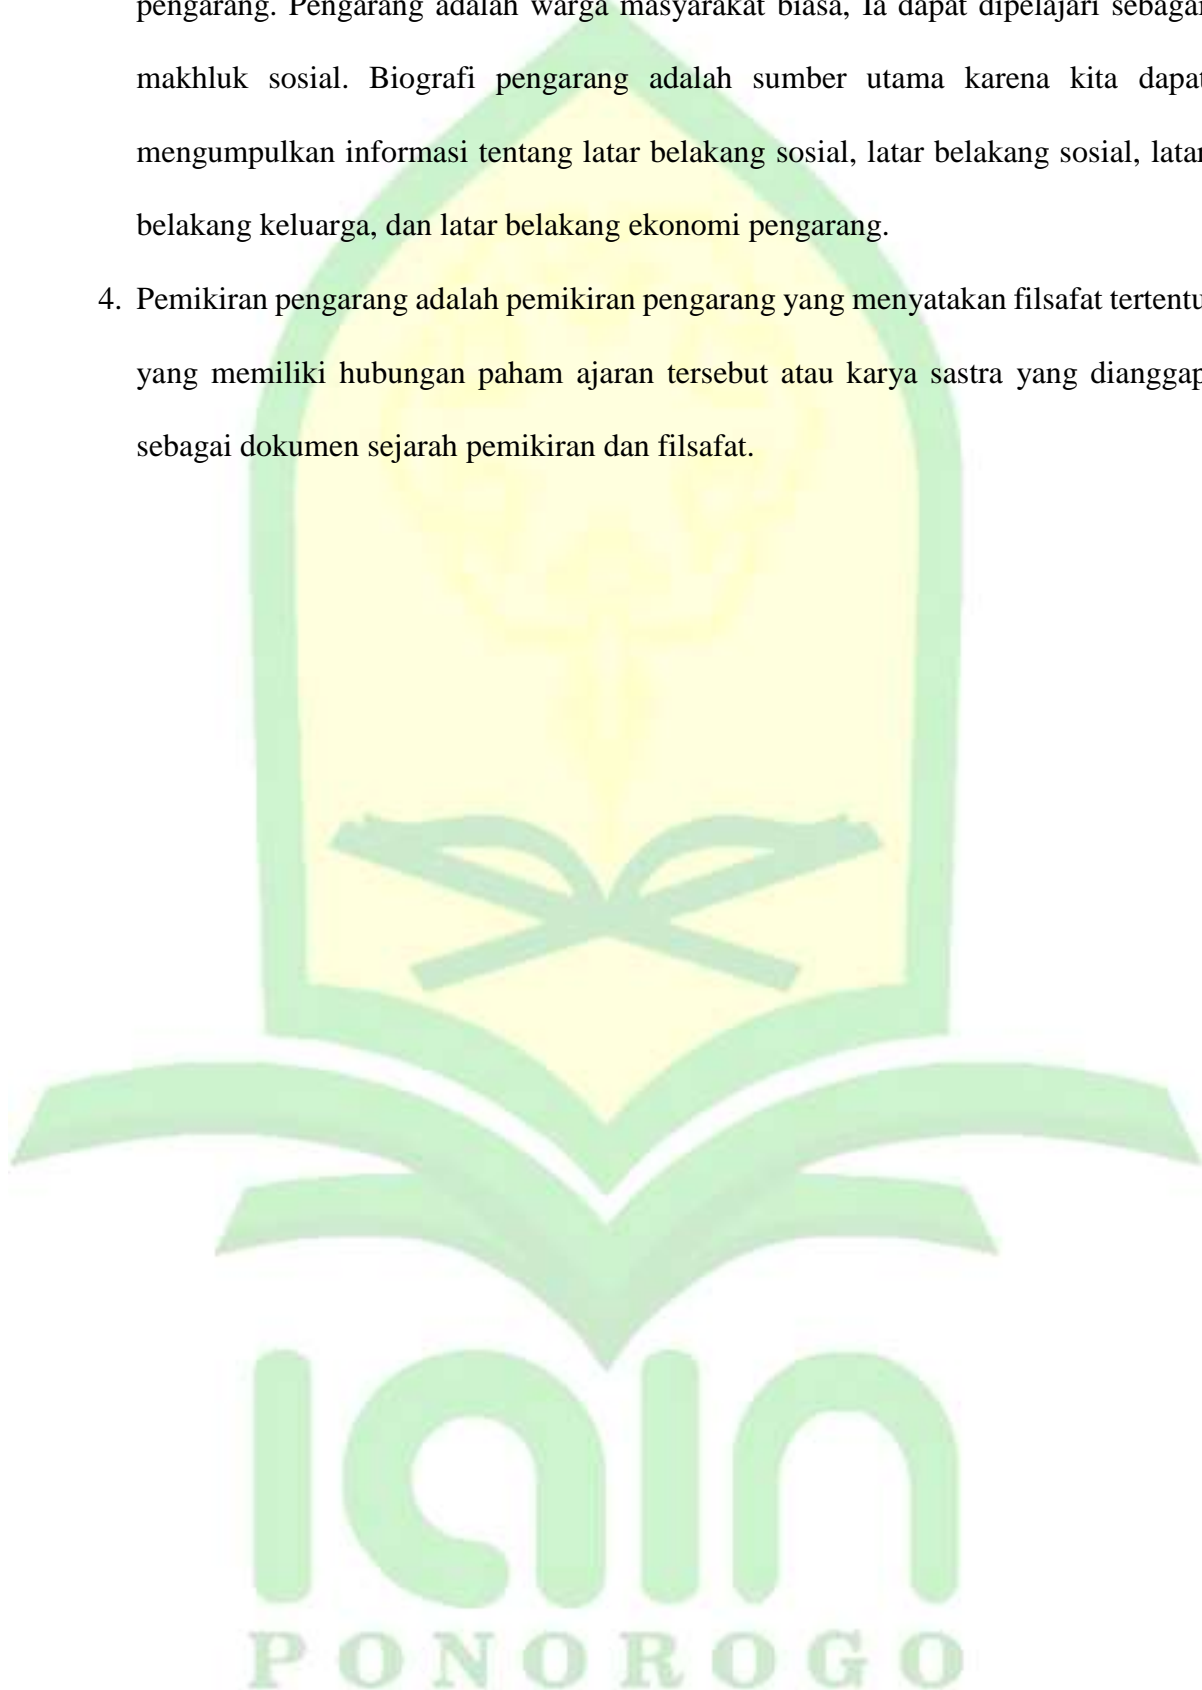 pengarang. Pengarang adalah warga masyarakat biasa, Ia dapat dipelajari sebagai
makhluk sosial. Biografi pengarang adalah sumber utama karena kita dapat
mengumpulkan informasi tentang latar belakang sosial, latar belakang sosial, latar
belakang keluarga, dan latar belakang ekonomi pengarang.
4. Pemikiran pengarang adalah pemikiran pengarang yang menyatakan filsafat tertentu
yang memiliki hubungan paham ajaran tersebut atau karya sastra yang dianggap
sebagai dokumen sejarah pemikiran dan filsafat.
iain
PONOROGO